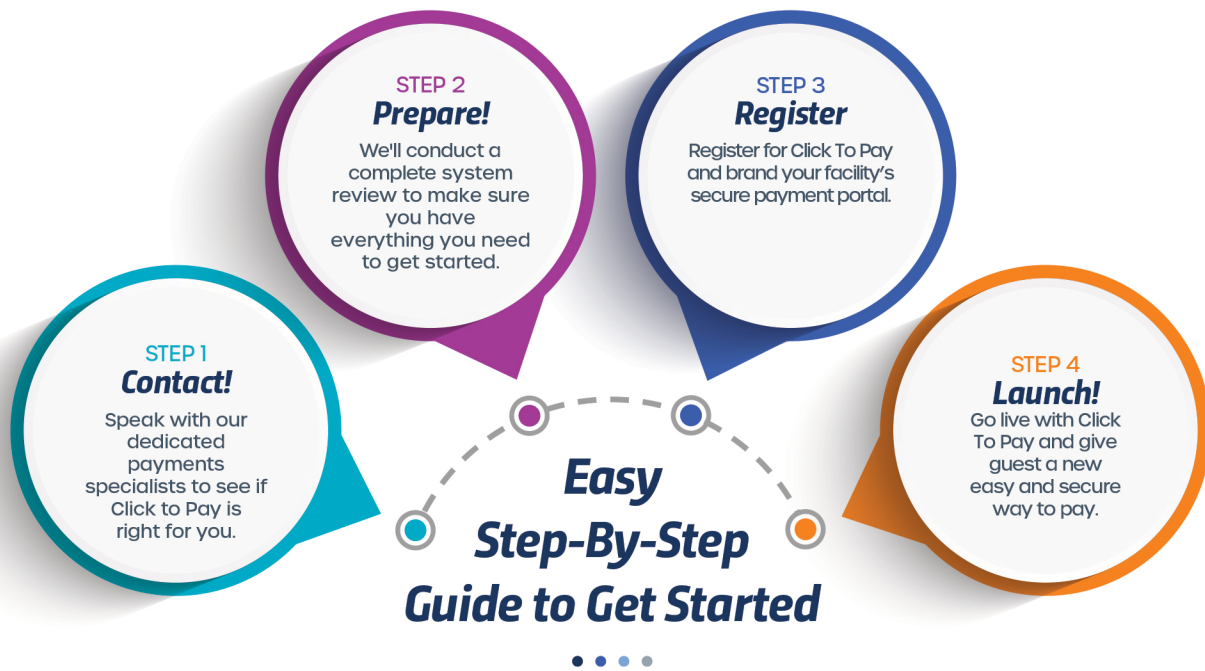 STEP 1
Contact!
Speak with our
dedicated
payments
specialists to see if
Click to Pay is
right for you.
STEP 2
Prepare!
We'll conduct a
complete system
review to make sure
you have
everything you need
to get started.
STEP 3
Register
Register for Click To Pay
and brand your facility’s
secure payment portal.
STEP 4
Launch!
Go live with Click
To Pay and give
guest a new
easy and secure
way to pay.
Easy
Step-By-Step
Guide to Get Started